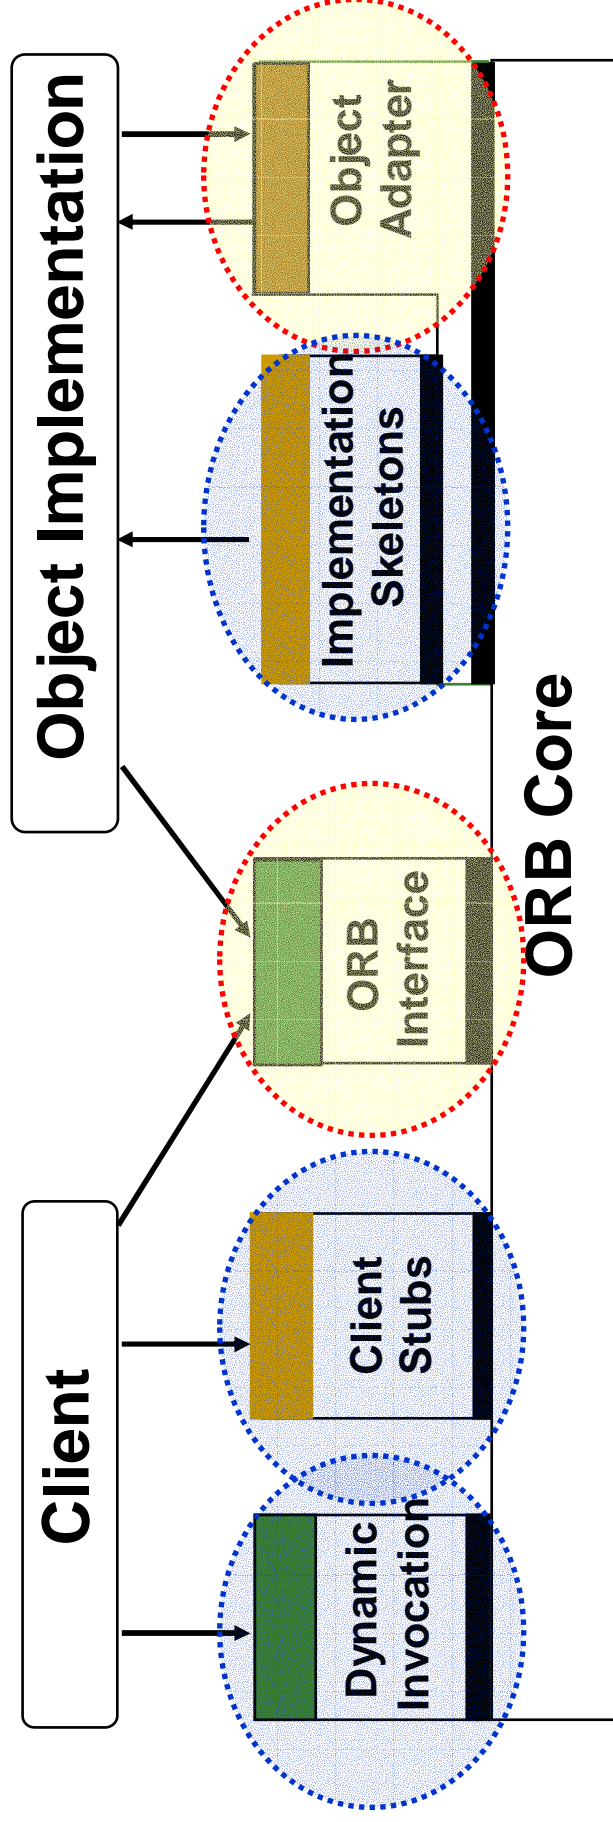 Client
Object Implementation
Dynamic
Invocation
Client
Stubs
ORB
Interface
Implementation
Skeletons
Object
Adapter
ORB Core